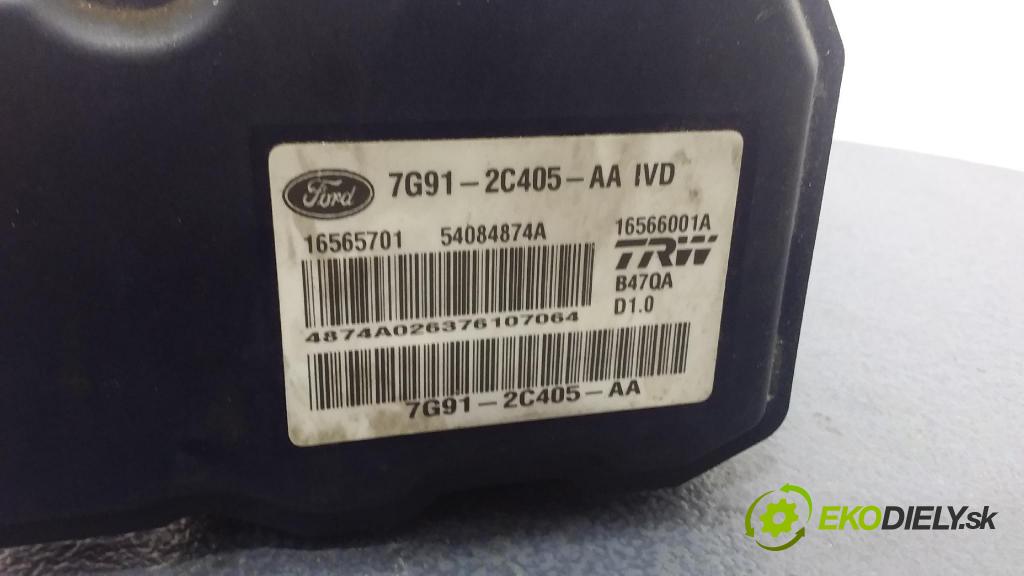 Ford 7G91-2C405-AA IVD
16565701 54084874A 16566001A
TRW
B47QA
D1.0
4874A026376107064
7G91-2C405-AA
EKODIELY.sk